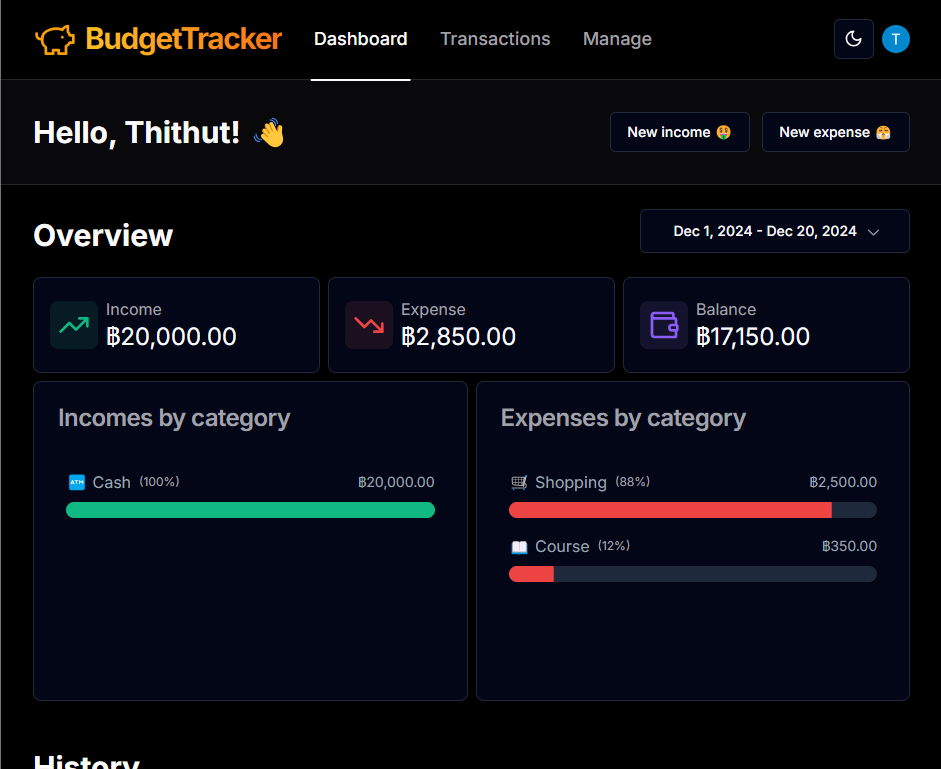 BudgetTracker Dashboard Transactions Manage T
Hello, Thithut! 👋 New income 🤑 New expense 😤
Overview Dec 1, 2024 - Dec 20, 2024
Income Expense Balance
฿20,000.00 ฿2,850.00 ฿17,150.00
Incomes by category Expenses by category
🏧 Cash (100%) ฿20,000.00 🛒 Shopping (88%) ฿2,500.00
📖 Course (12%) ฿350.00
History